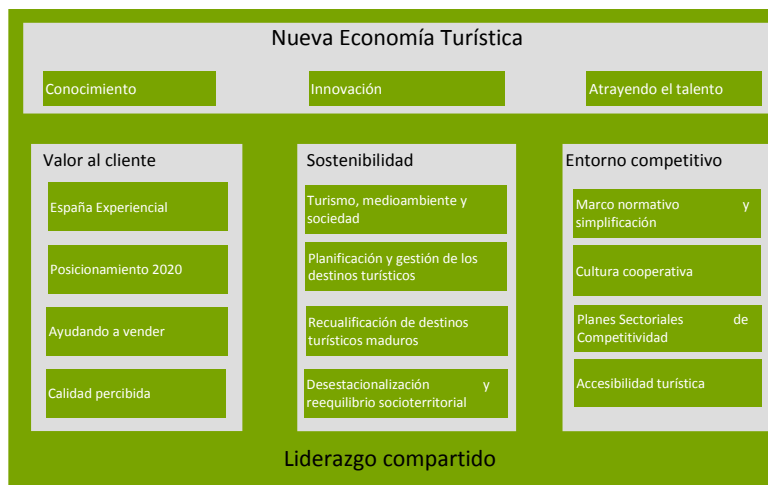 Nueva Economía Turística
Conocimiento
Innovación
Atrayendo el talento
Valor al cliente
España Experiencial
Posicionamiento 2020
Ayudando a vender
Calidad percibida
Sostenibilidad
Turismo, medioambiente y
sociedad
Planificación y gestión de los
destinos turísticos
Recualificación de destinos
turísticos maduros
Desestacionalización y
reequilibrio socioterritorial
Entorno competitivo
Marco normativo y
simplificación
Cultura cooperativa
Planes Sectoriales de
Competitividad
Accesibilidad turística
Liderazgo compartido